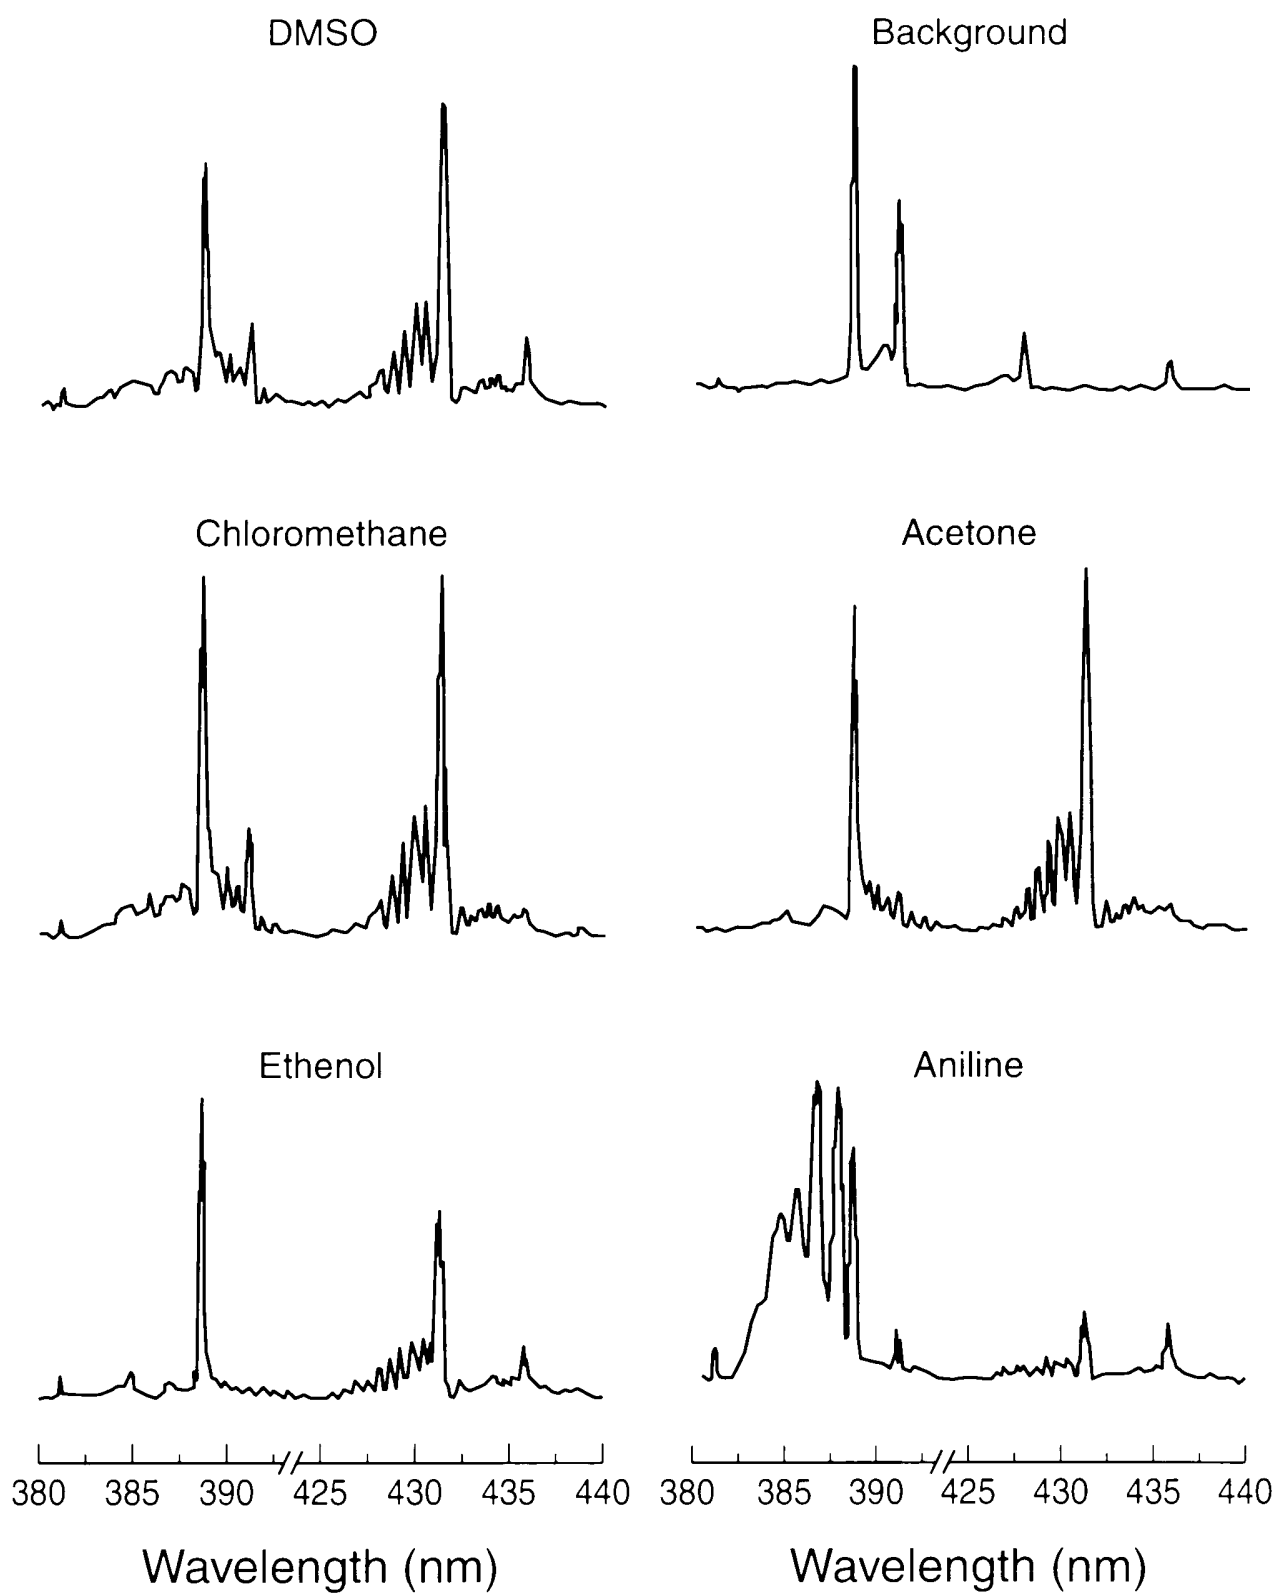 DMSO
Background
Chloromethane
Acetone
Ethenol
Aniline
380 385 390 425 430 435 440
380 385 390 425 430 435 440
Wavelength (nm)
Wavelength (nm)